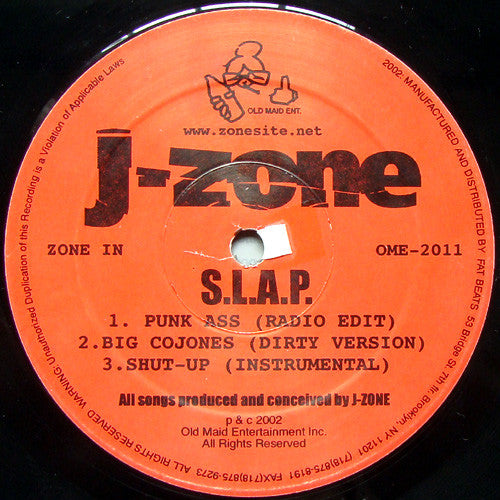 OLD MAID ENT.
www.zonesite.net
j-zone
ZONE IN
OME-2011
S.L.A.P.
1. PUNK ASS (RADIO EDIT)
2.BIG COJONES (DIRTY VERSION)
3.SHUT-UP (INSTRUMENTAL)
All songs produced and conceived by J-ZONE
p & c 2002
Old Maid Entertainment Inc.
All Rights Reserved
2002. MANUFACTURED AND DISTRIBUTED BY FAT BEATS 53 Bridge St. 7th flr Brooklyn, NY 11201 (718)875-8191 FAX(718)875-9273 ALL RIGHTS RESERVED WARNING: Unauthorized Duplication of this Recording is a Violation of Applicable Laws